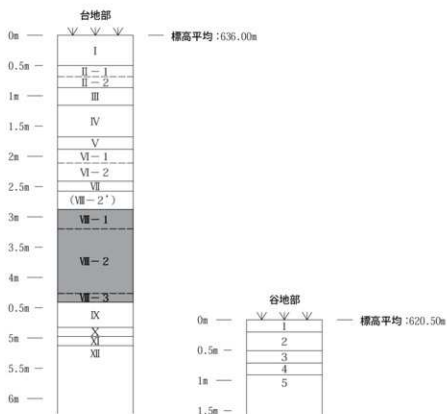 台地部
0m 標高平均:636.00m
I
0.5m
II-1
II-2
1m
III
1.5m
IV
V
2m
VI-1
VI-2
2.5m
VII
(VIII-2')
3m
VIII-1
3.5m
VIII-2
4m
VIII-3
0.5m
IX
X
5m
XI
XII
5.5m
6m
谷地部
0m 標高平均:620.50m
1
2
0.5m
3
4
1m
5
1.5m